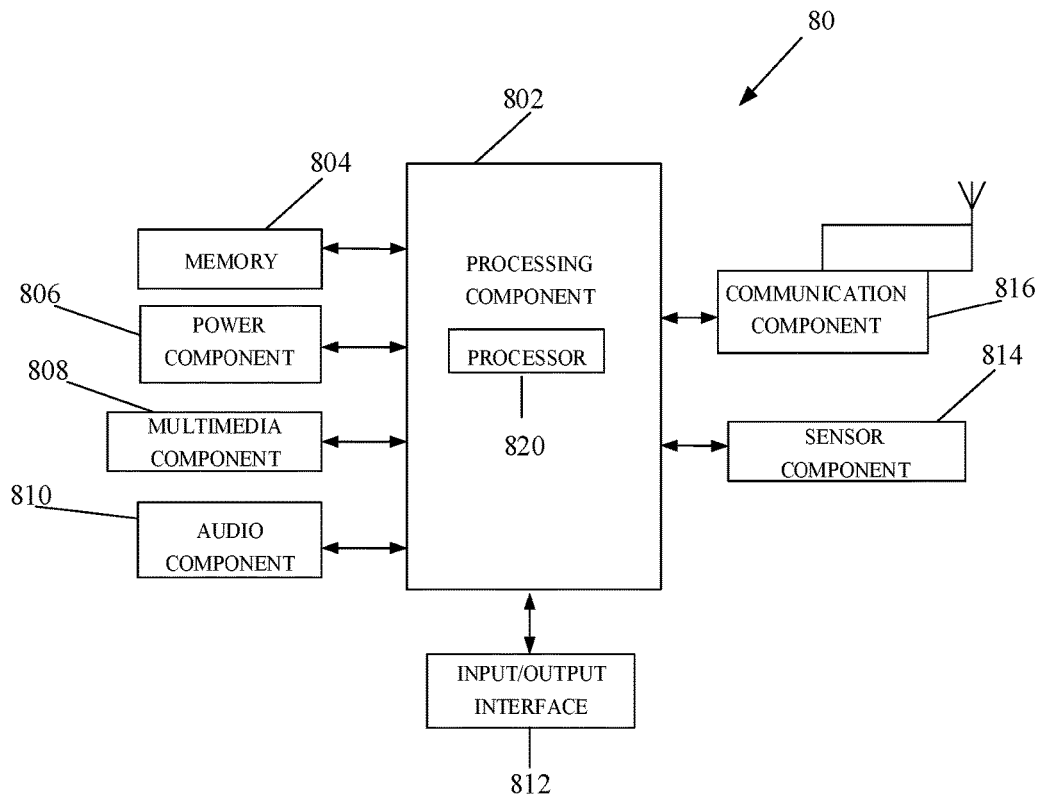 80
802
804
MEMORY
806
POWER
COMPONENT
808
MULTIMEDIA
COMPONENT
810
AUDIO
COMPONENT
PROCESSING
COMPONENT
PROCESSOR
820
COMMUNICATION
COMPONENT
816
814
SENSOR
COMPONENT
INPUT/OUTPUT
INTERFACE
812